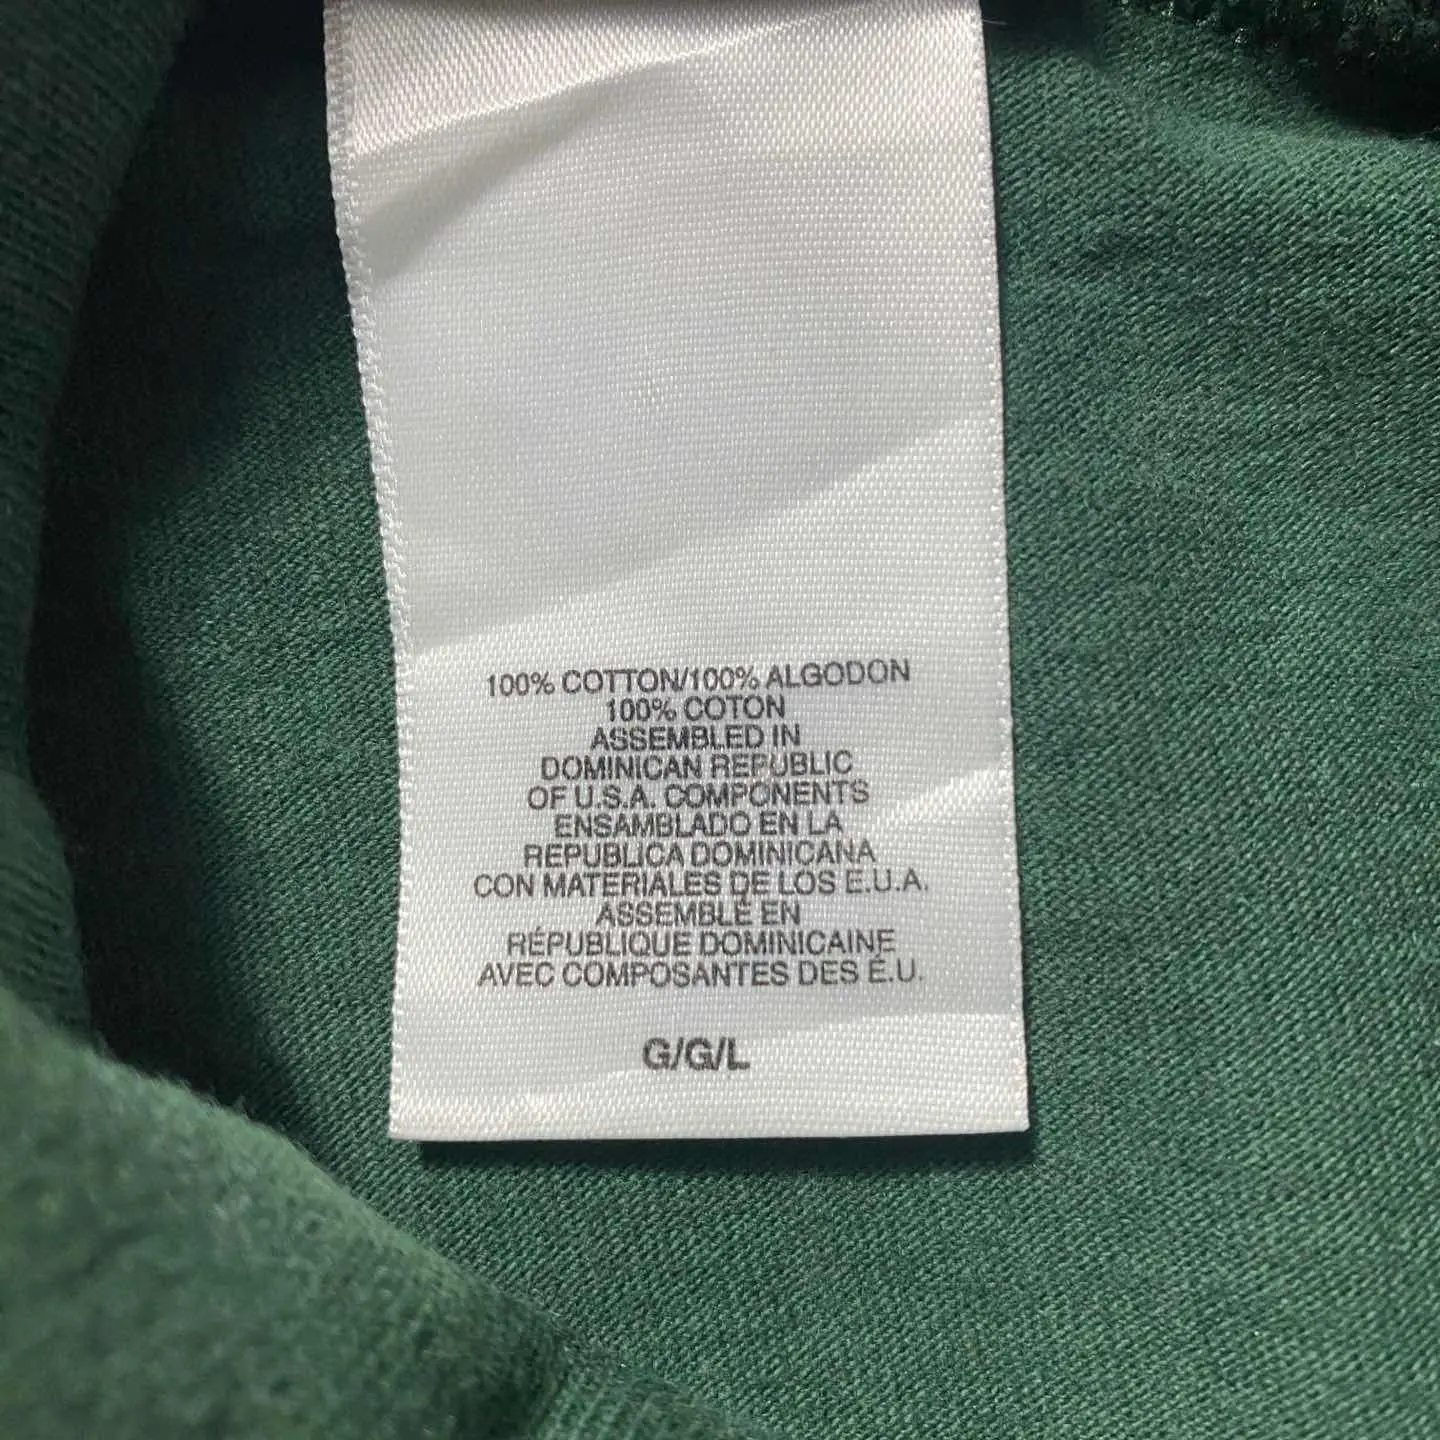 100% COTTON/100% ALGODON
100% COTON
ASSEMBLED IN
DOMINICAN REPUBLIC
OF U.S.A. COMPONENTS
ENSAMBLADO EN LA
REPUBLICA DOMINICANA
CON MATERIALES DE LOS E.U.A.
ASSEMBLÉ EN
RÉPUBLIQUE DOMINICAINE
AVEC COMPOSANTES DES É.U.
G/G/L